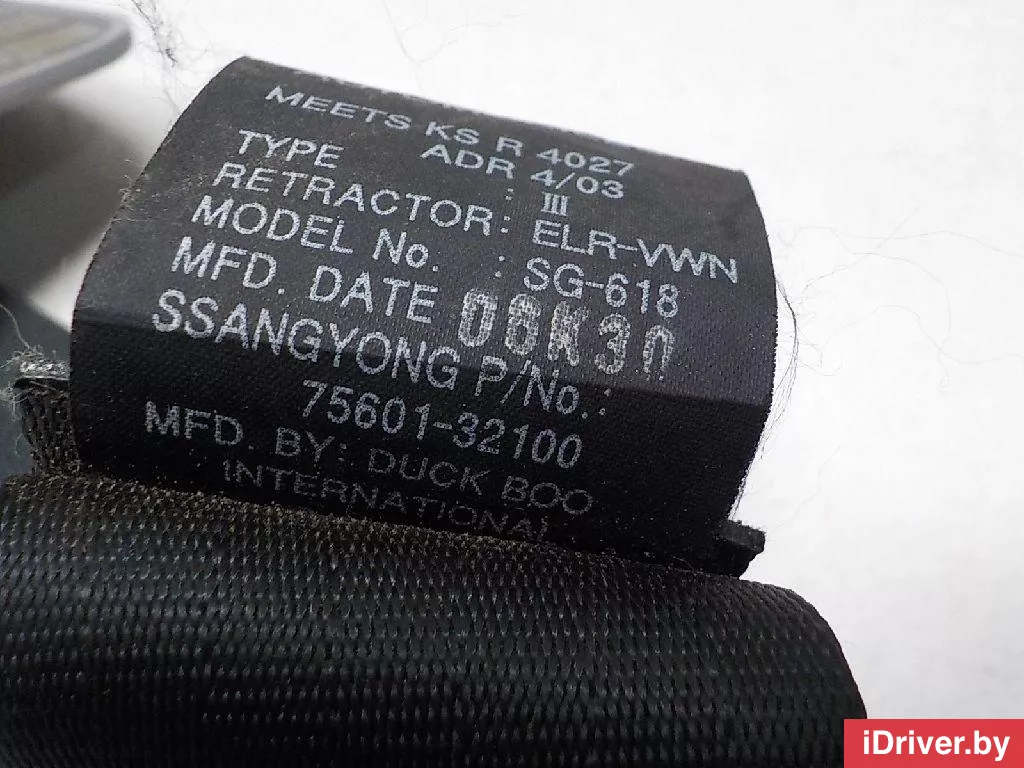 MEETS KS R 4027
ADR 4/03
TYPE : III
RETRACTOR: ELR-VWN
MODEL No. : SG-618
MFD. DATE 06K30
SSANGYONG P/No.:
75601-32100
MFD. BY: DUCK BOO
INTERNATIONAL
iDriver.by